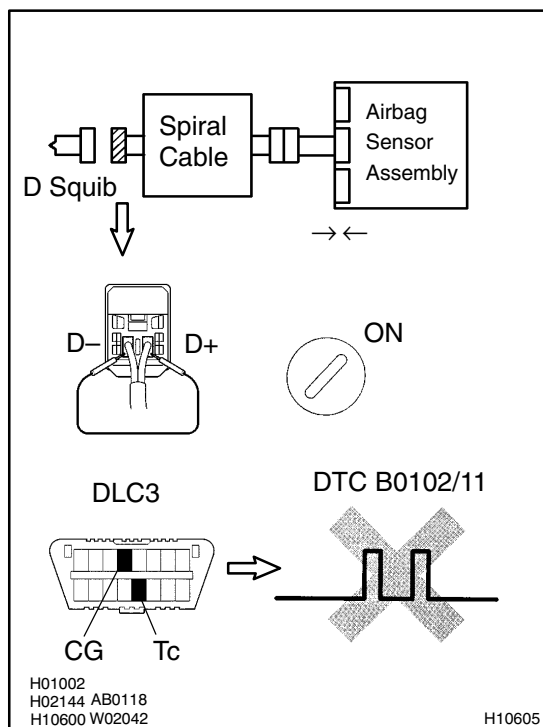 Spiral
Cable
Airbag
Sensor
Assembly
D Squib
D– D+
ON
DLC3
DTC B0102/11
CG Tc
H01002
H02144 AB0118
H10600 W02042
H10605